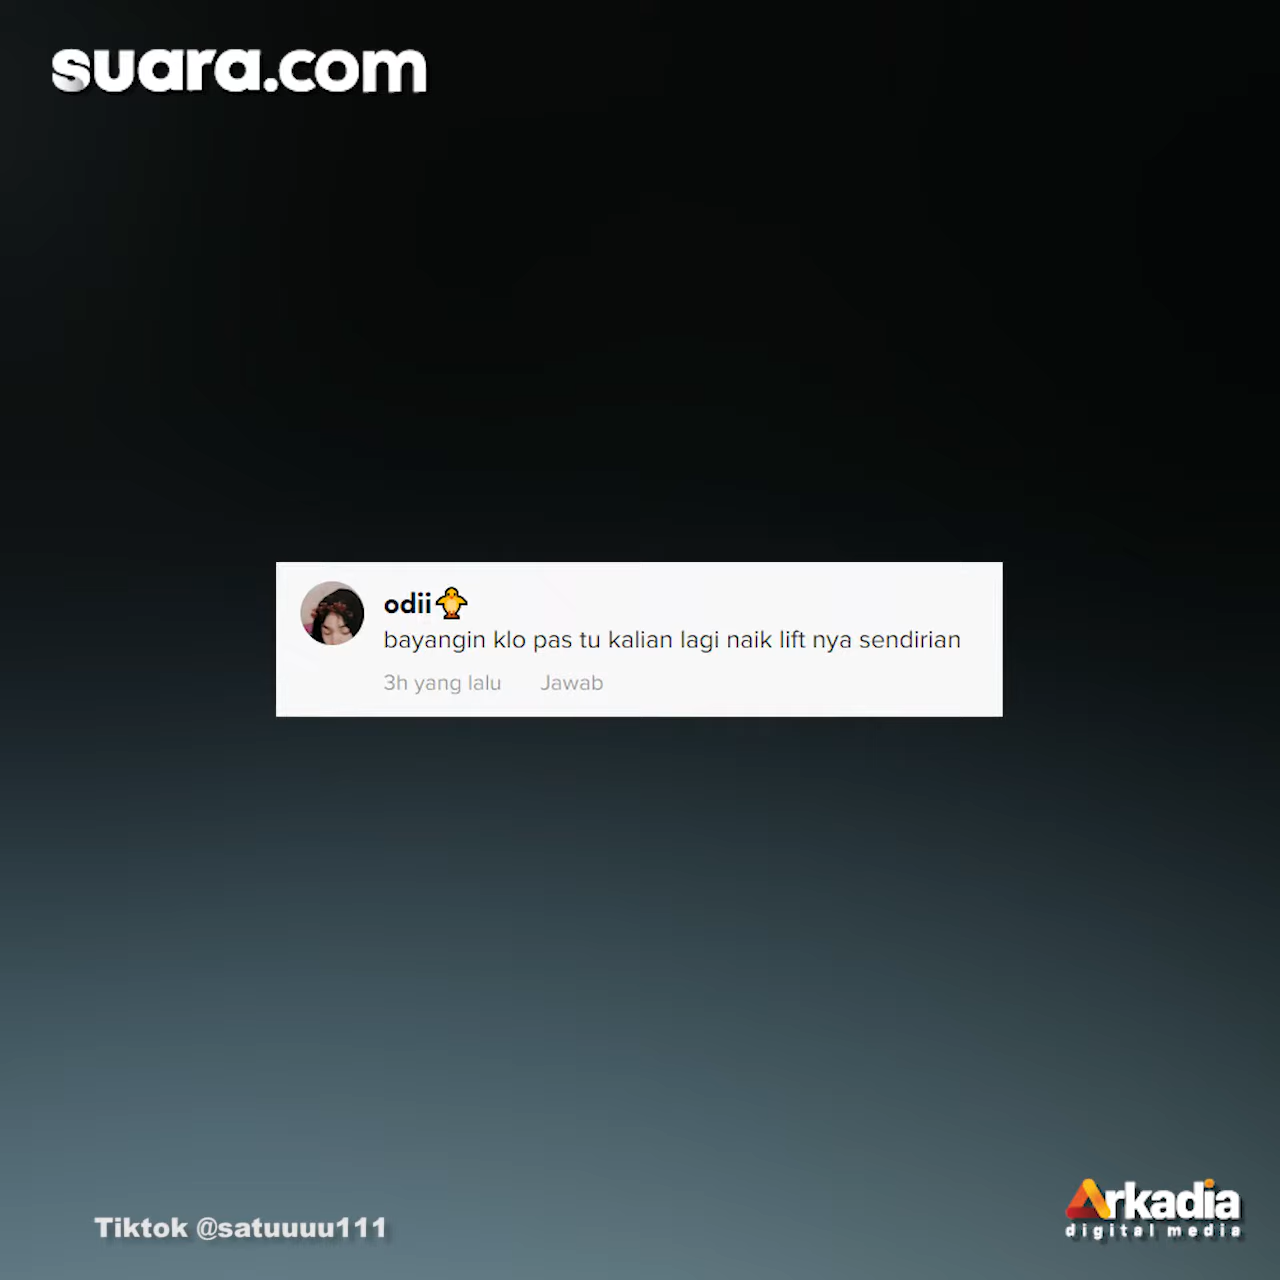 suara.com
odii
bayangin klo pas tu kalian lagi naik lift nya sendirian
3h yang lalu Jawab
Tiktok @satuuuu111
Arkadia
digital media